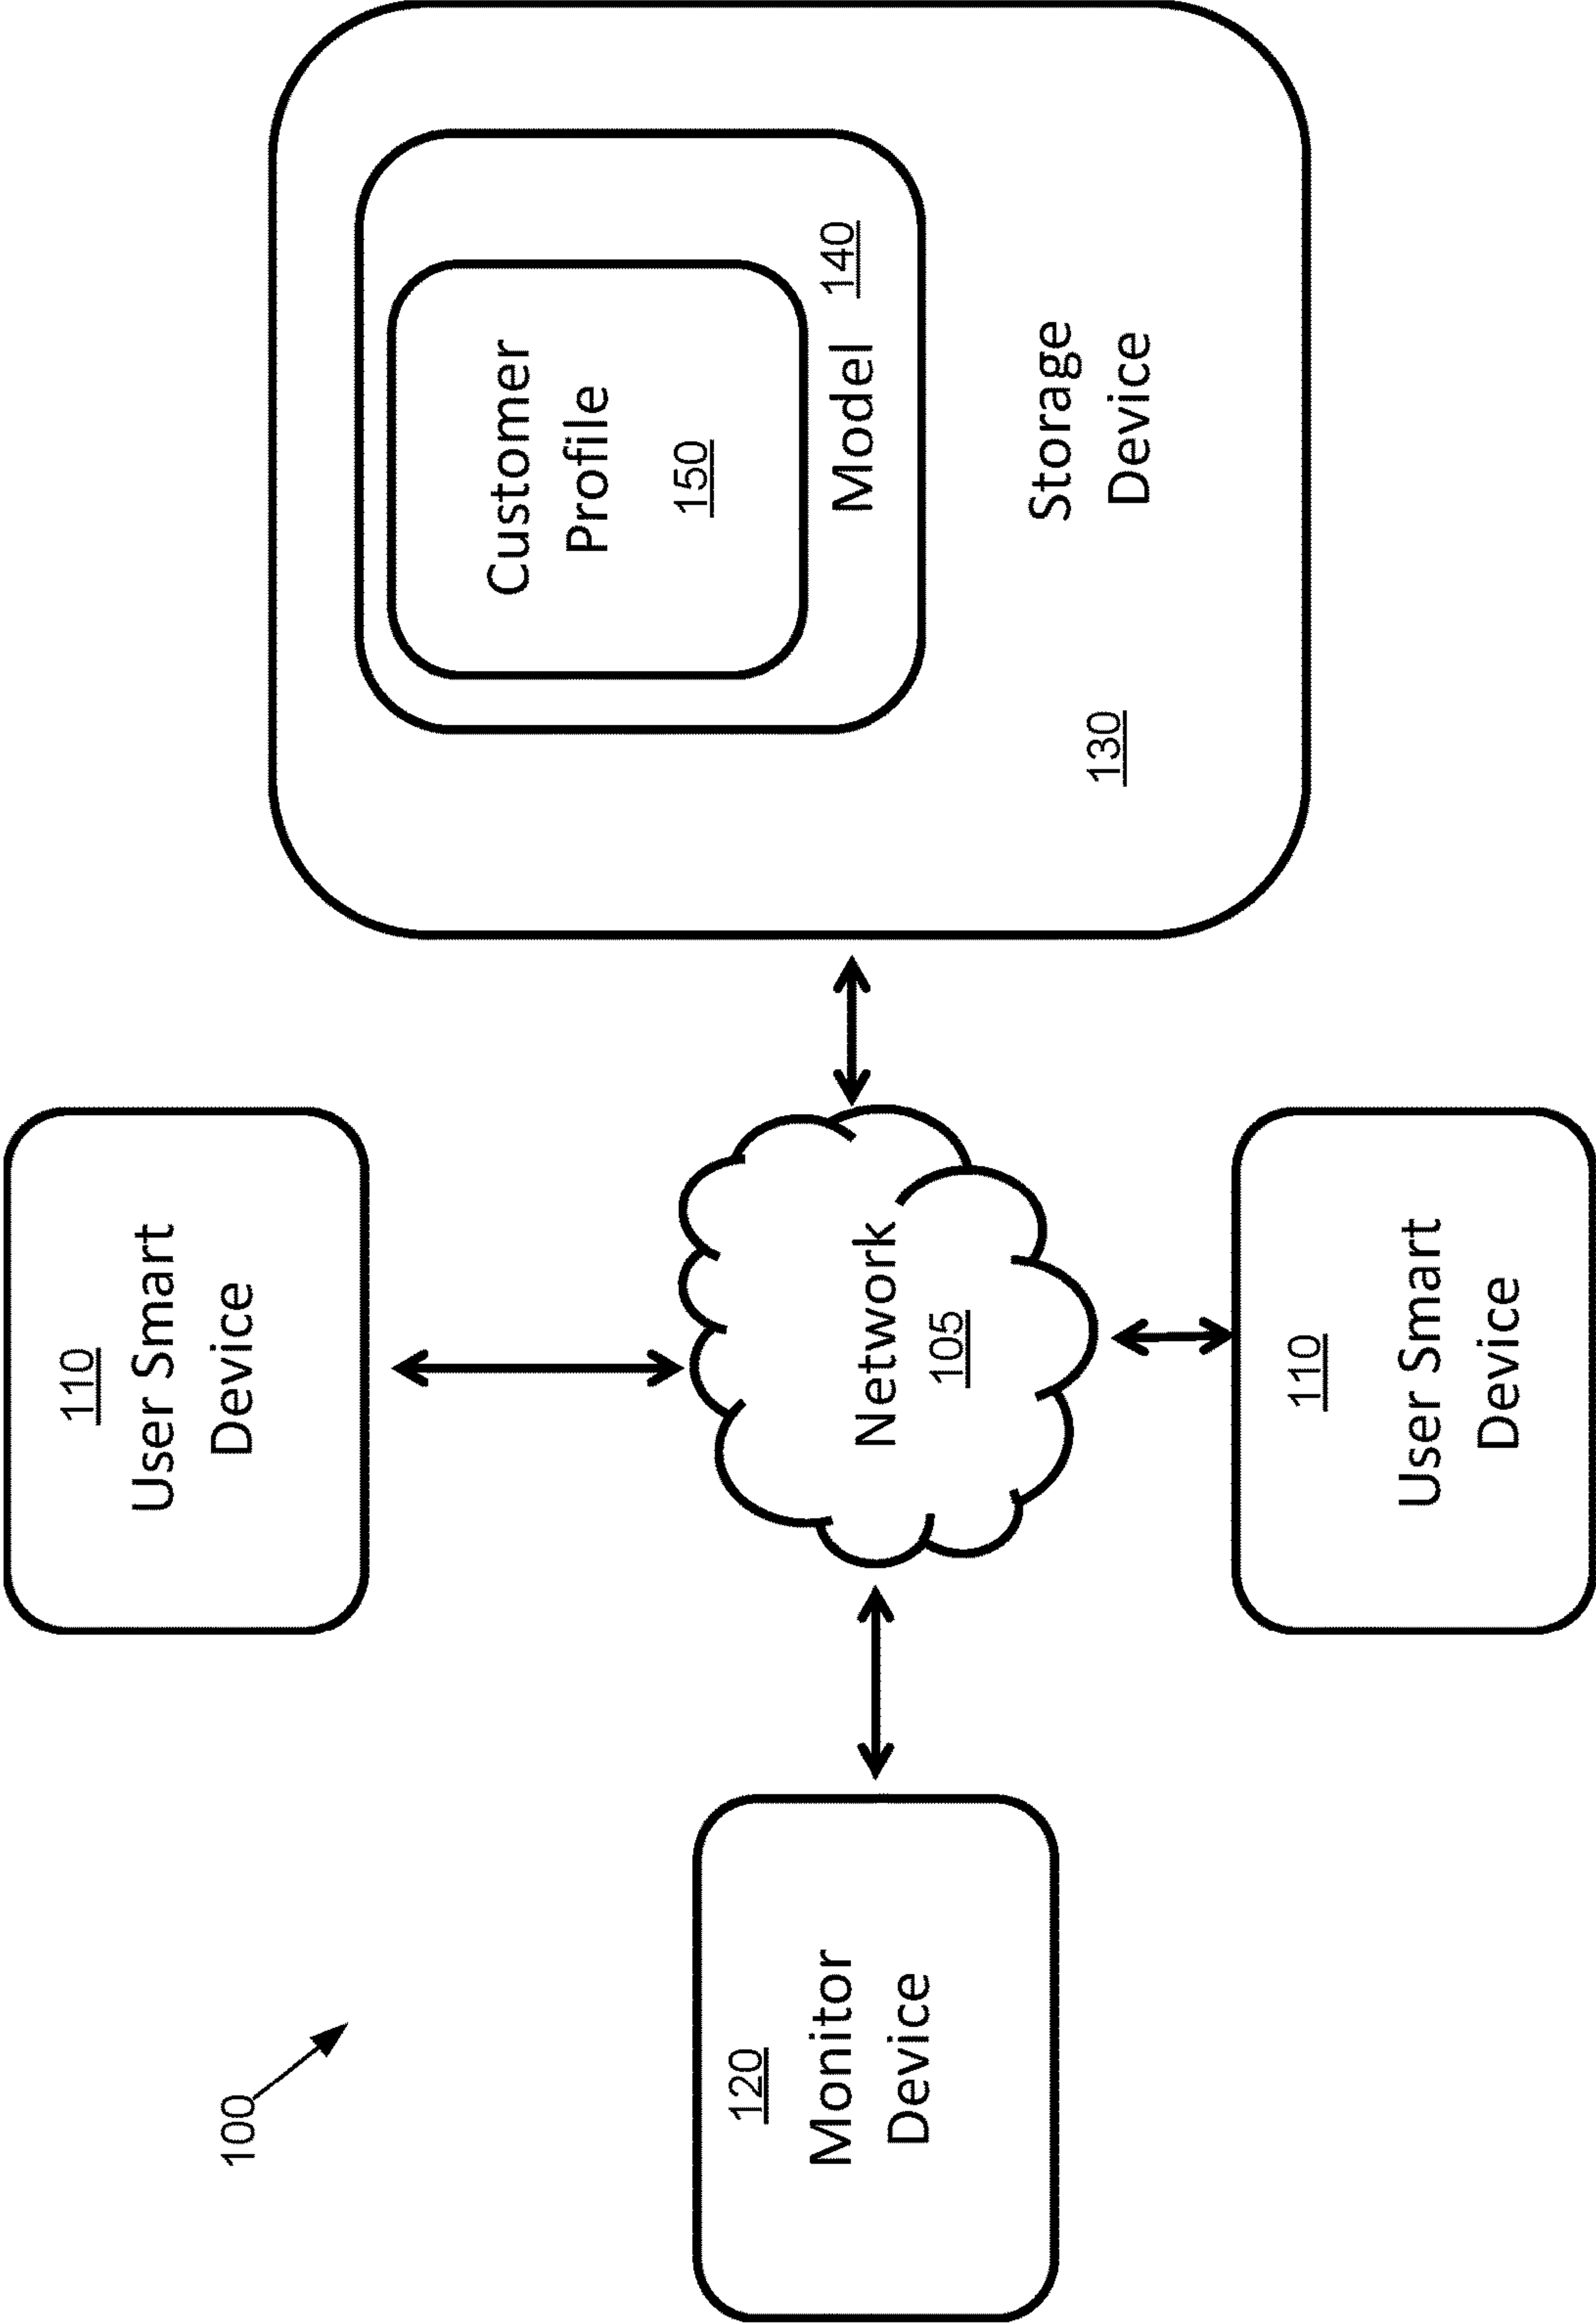 100
110
User Smart
Device
120
Monitor
Device
Network
105
Customer
Profile
150
Model
140
Storage
Device
130
110
User Smart
Device